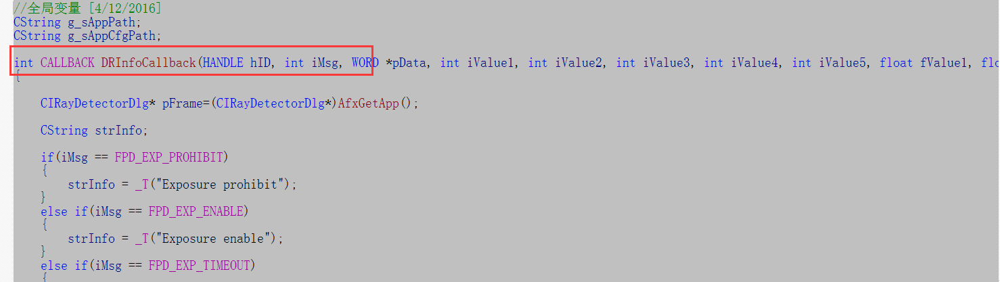 //全局变量 [4/12/2016]
CString g_sAppPath;
CString g_sAppCfgPath;
int CALLBACK DRInfoCallback(HANDLE hID, int iMsg, WORD *pData, int iValue1, int iValue2, int iValue3, int iValue4, int iValue5, float fValue1, flo
{
CIRayDetectorDlg* pFrame=(CIRayDetectorDlg*)AfxGetApp();
CString strInfo;
if(iMsg == FPD_EXP_PROHIBIT)
{
strInfo = _T("Exposure prohibit");
}
else if(iMsg == FPD_EXP_ENABLE)
{
strInfo = _T("Exposure enable");
}
else if(iMsg == FPD_EXP_TIMEOUT)
{